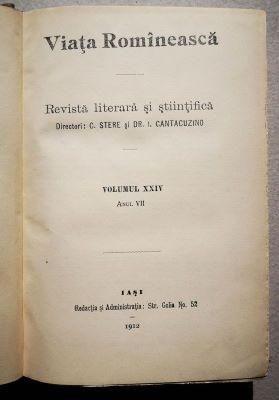 Viaţa Romînească
Revistă literară şi ştiinţifică
Directori: C. STERE şi DR. I. CANTACUZINO
VOLUMUL XXIV
ANUL VII
IAŞI
Redacţia şi Administraţia: Str. Golia No. 52
1912